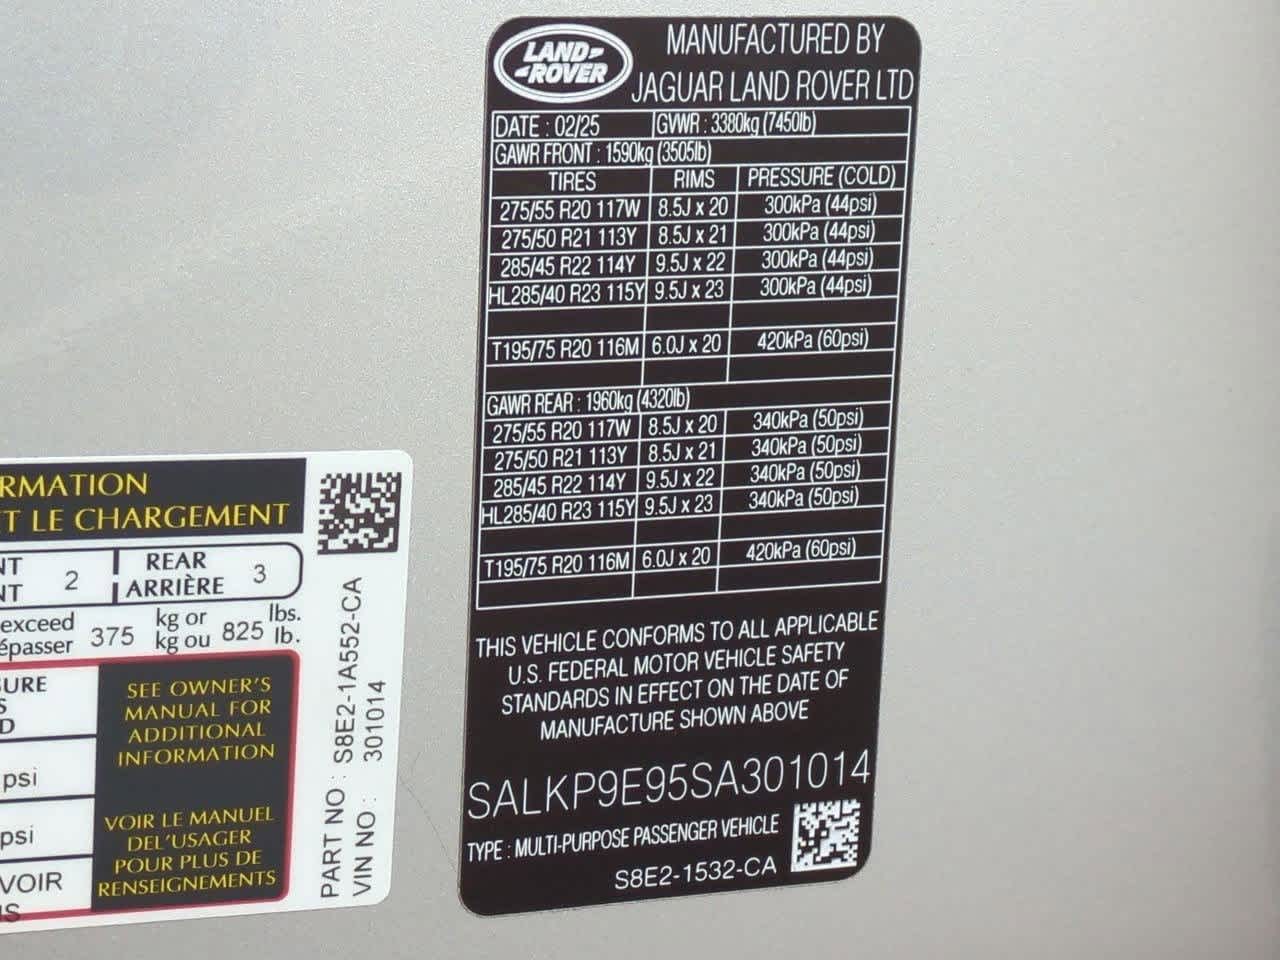 LAND-
-ROVER
MANUFACTURED BY
JAGUAR LAND ROVER LTD
DATE : 02/25 GVWR : 3380kg (7450lb)
GAWR FRONT : 1590kg (3505lb)
TIRES RIMS PRESSURE (COLD)
275/55 R20 117W 8.5J x 20 300kPa (44psi)
275/50 R21 113Y 8.5J x 21 300kPa (44psi)
285/45 R22 114Y 9.5J x 22 300kPa (44psi)
HL285/40 R23 115Y 9.5J x 23 300kPa (44psi)
T195/75 R20 116M 6.0J x 20 420kPa (60psi)
GAWR REAR : 1960kg (4320lb)
275/55 R20 117W 8.5J x 20 340kPa (50psi)
275/50 R21 113Y 8.5J x 21 340kPa (50psi)
285/45 R22 114Y 9.5J x 22 340kPa (50psi)
HL285/40 R23 115Y 9.5J x 23 340kPa (50psi)
T195/75 R20 116M 6.0J x 20 420kPa (60psi)
THIS VEHICLE CONFORMS TO ALL APPLICABLE
U.S. FEDERAL MOTOR VEHICLE SAFETY
STANDARDS IN EFFECT ON THE DATE OF
MANUFACTURE SHOWN ABOVE
SALKP9E95SA301014
TYPE : MULTI-PURPOSE PASSENGER VEHICLE
S8E2-1532-CA
RMATION
ET LE CHARGEMENT
NT 2 REAR 3
NT ARRIÈRE
exceed 375 kg or 825 lbs.
épasser kg ou lb.
SURE
S
D
psi
psi
VOIR
IS
SEE OWNER'S
MANUAL FOR
ADDITIONAL
INFORMATION
VOIR LE MANUEL
DEL'USAGER
POUR PLUS DE
RENSEIGNEMENTS
PART NO : S8E2-1A552-CA
VIN NO : 301014